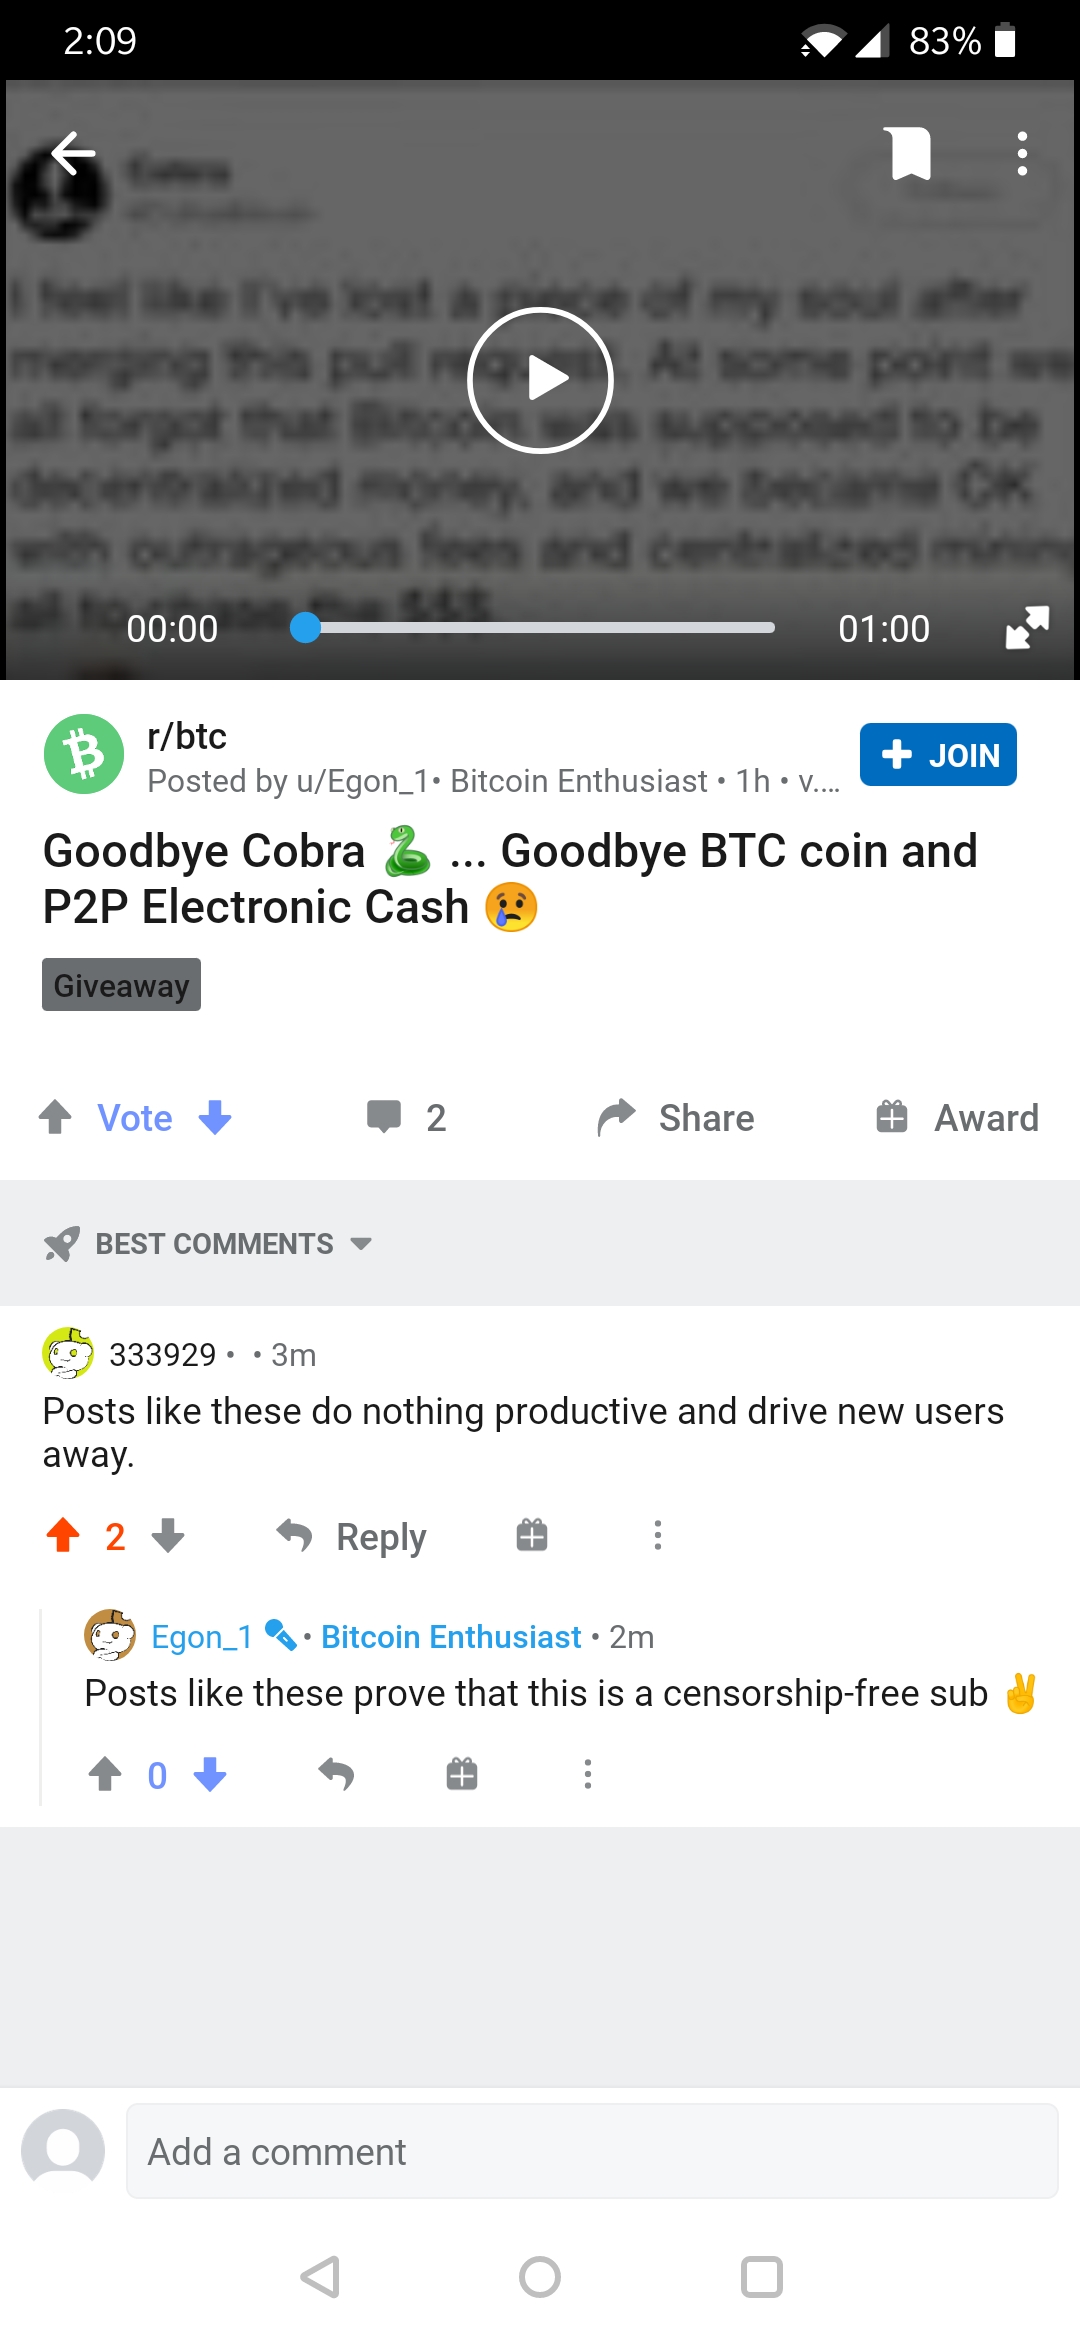 2:09
83%
Cobra
I feel like I've lost a piece of my soul after
merging this pull request. At some point we
all forgot that Bitcoin was supposed to be
decentralized money, and we became OK
with outrageous fees and centralized mining
all to chase the $$$
00:00
01:00
r/btc
JOIN
Posted by u/Egon_1• Bitcoin Enthusiast • 1h • v....
Goodbye Cobra 🐍 ... Goodbye BTC coin and
P2P Electronic Cash 😢
Giveaway
Vote
2
Share
Award
BEST COMMENTS
333929 • • 3m
Posts like these do nothing productive and drive new users
away.
2
Reply
Egon_1 • Bitcoin Enthusiast • 2m
Posts like these prove that this is a censorship-free sub ✌️
0
Add a comment